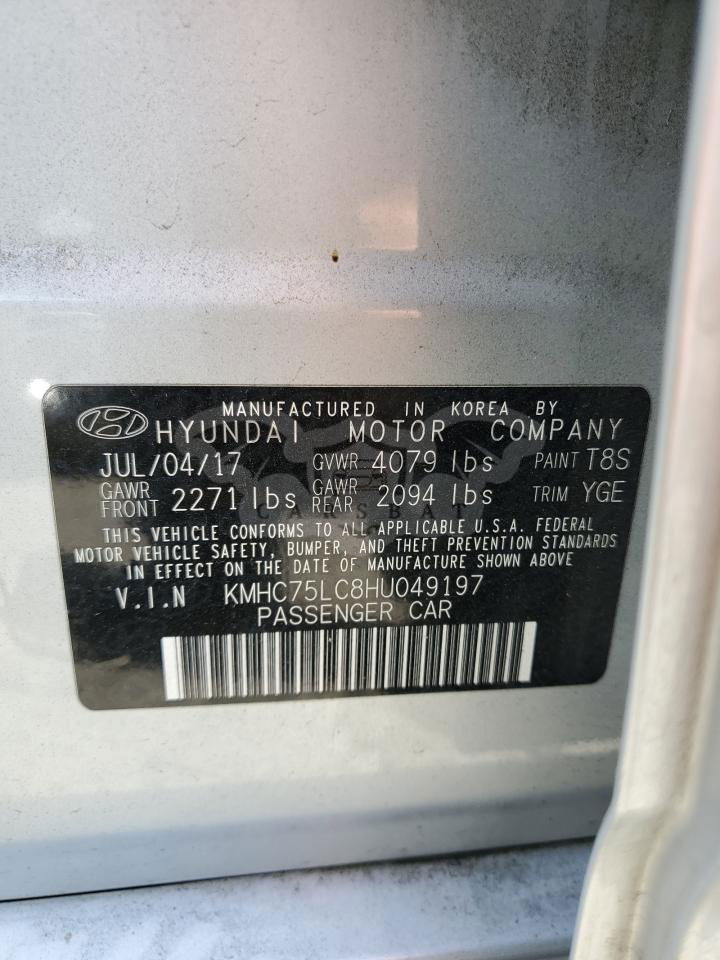 MANUFACTURED IN KOREA BY
HYUNDAI MOTOR COMPANY
JUL/04/17 GVWR 4079 lbs PAINT T8S
GAWR FRONT 2271 lbs GAWR REAR 2094 lbs TRIM YGE
CARSBAT
THIS VEHICLE CONFORMS TO ALL APPLICABLE U.S.A. FEDERAL
MOTOR VEHICLE SAFETY, BUMPER, AND THEFT PREVENTION STANDARDS
IN EFFECT ON THE DATE OF MANUFACTURE SHOWN ABOVE
V.I.N KMHC75LC8HU049197
PASSENGER CAR